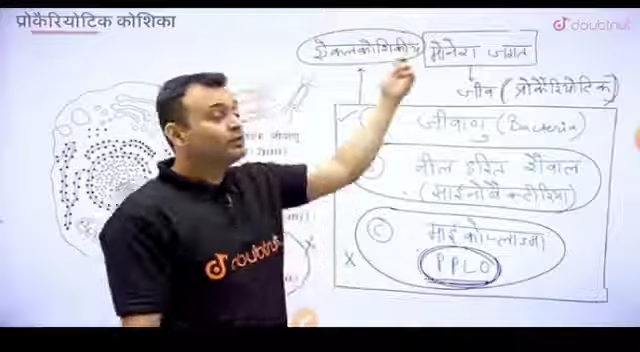 प्रोकैरियोटिक कोशिका
doubtnut
मोनेरा जगत
जीव (प्रोकैरियोटिक)
जीवाणु (Bacteria)
नील हरित शैवाल
(साइनोबैक्टीरिया)
C माइकोप्लाज्मा
X PPLO
doubtnut